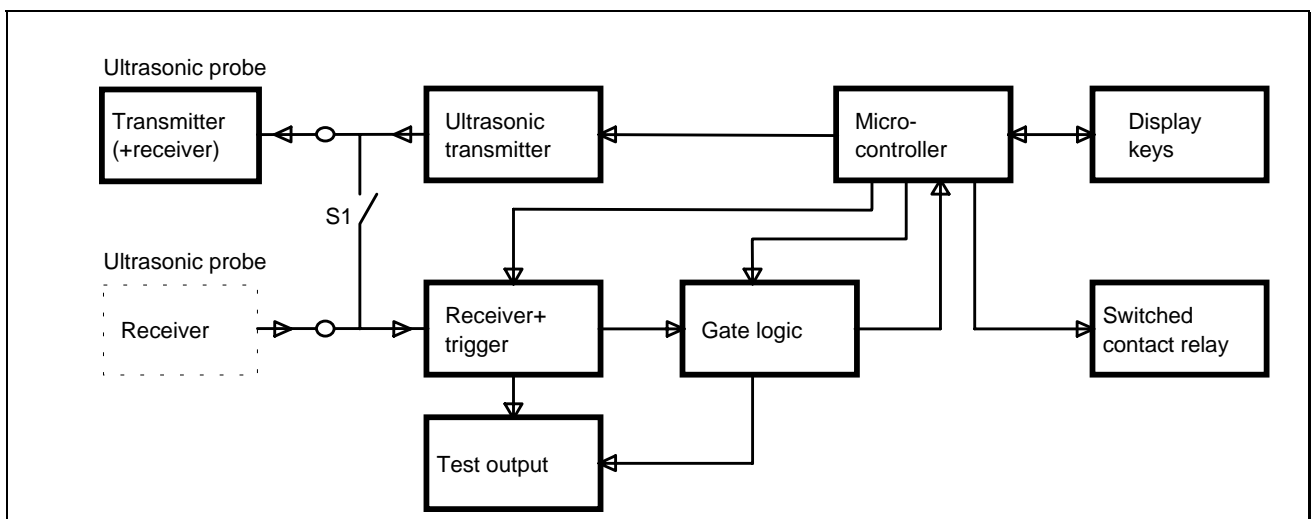 Ultrasonic probe
Transmitter
(+receiver)
Ultrasonic
transmitter
Micro-
controller
Display
keys
S1
Ultrasonic probe
Receiver
Receiver+
trigger
Gate logic
Switched
contact relay
Test output